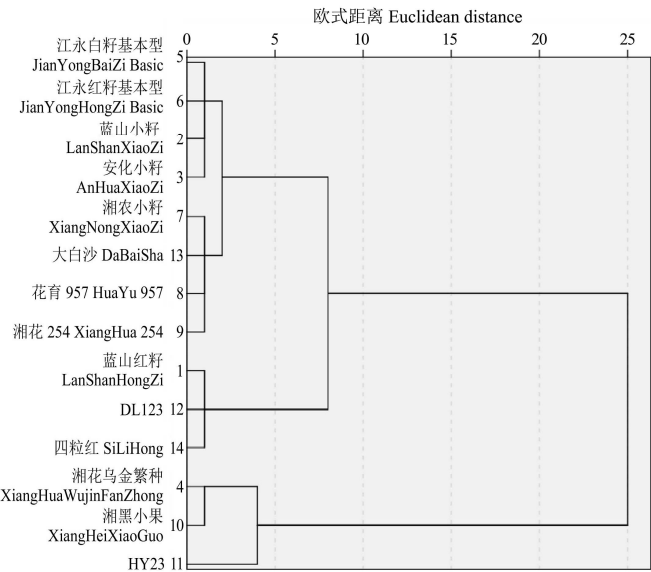 欧式距离 Euclidean distance
0 5 10 15 20 25
江永白籽基本型 5
JianYongBaiZi Basic
江永红籽基本型
JianYongHongZi Basic 6
蓝山小籽 2
LanShanXiaoZi
安化小籽 3
AnHuaXiaoZi
湘农小籽 7
XiangNongXiaoZi
大白沙 DaBaiSha 13
花育 957 HuaYu 957 8
湘花 254 XiangHua 254 9
蓝山红籽 1
LanShanHongZi
DL123 12
四粒红 SiLiHong 14
湘花乌金繁种 4
XiangHuaWujinFanZhong
湘黑小果 10
XiangHeiXiaoGuo
HY23 11